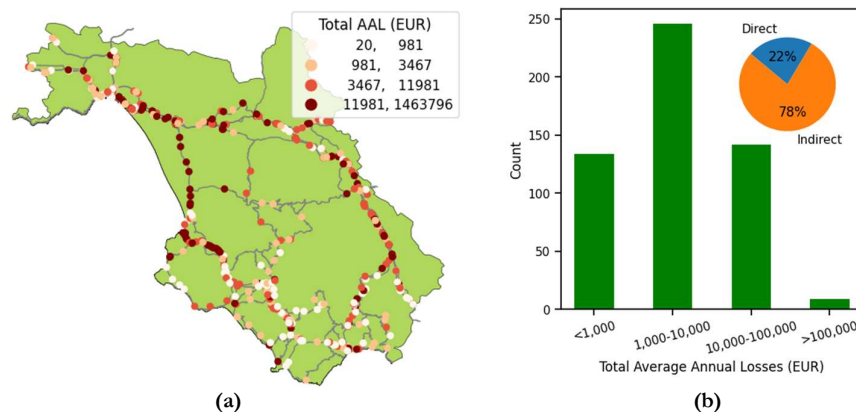 Total AAL (EUR)
20, 981
981, 3467
3467, 11981
11981, 1463796
(a)
250
200
150
100
50
0
Count
Direct
22%
78%
Indirect
<1,000
1,000-10,000
10,000-100,000
>100,000
Total Average Annual Losses (EUR)
(b)